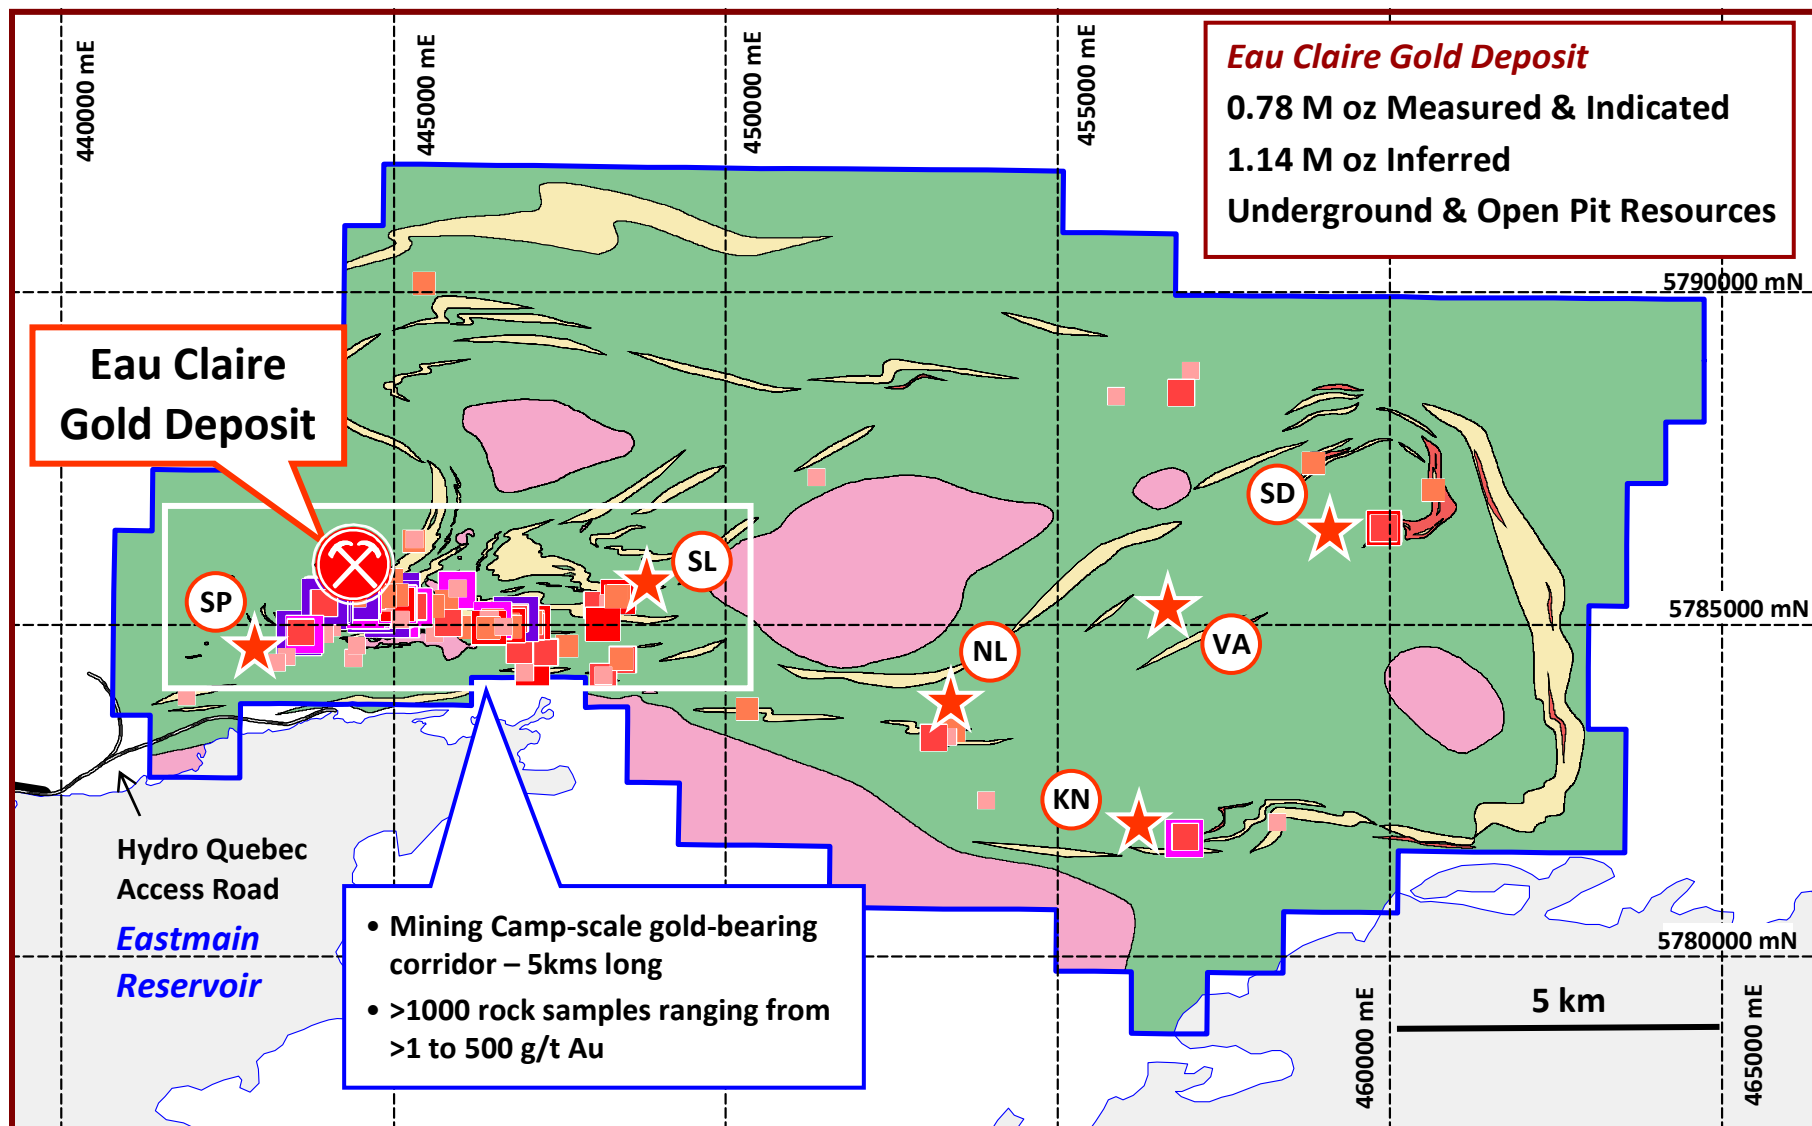 440000 mE
445000 mE
450000 mE
455000 mE
Eau Claire Gold Deposit
0.78 M oz Measured & Indicated
1.14 M oz Inferred
Underground & Open Pit Resources
5790000 mN
Eau Claire
Gold Deposit
SD
SL
SP
5785000 mN
NL
VA
KN
Hydro Quebec
Access Road
Eastmain
Reservoir
• Mining Camp-scale gold-bearing
corridor – 5kms long
• >1000 rock samples ranging from
>1 to 500 g/t Au
5780000 mN
5 km
460000 mE
465000 mE